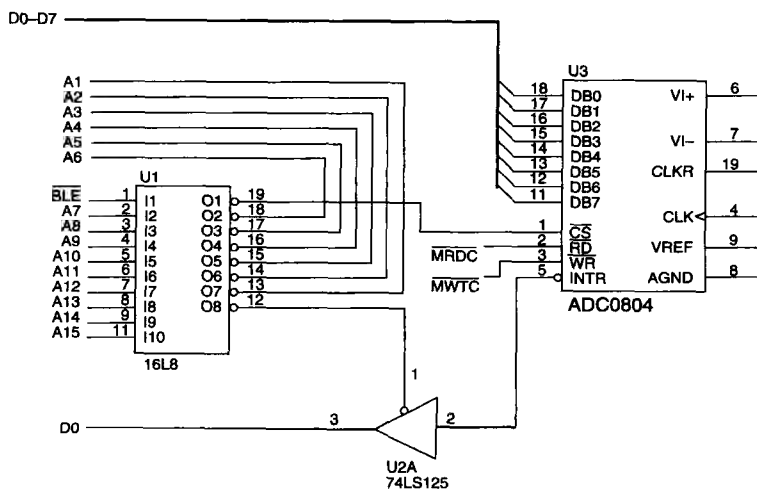 D0–D7
A1
A2
A3
A4
A5
A6
U1
BLE 1 I1 O1 19
A7 2 I2 O2 18
A8 3 I3 O3 17
A9 4 I4 O4 16
A10 5 I5 O5 15
A11 6 I6 O6 14
A12 7 I7 O7 13
A13 8 I8 O8 12
A14 9 I9
A15 11 I10
16L8
U3
18 DB0 VI+ 6
17 DB1
16 DB2
15 DB3 VI– 7
14 DB4
13 DB5 CLKR 19
12 DB6
11 DB7
CLK 4
1 CS
MRDC 2 RD VREF 9
3 WR
MWTC 5 INTR AGND 8
ADC0804
1
D0 3 2
U2A
74LS125